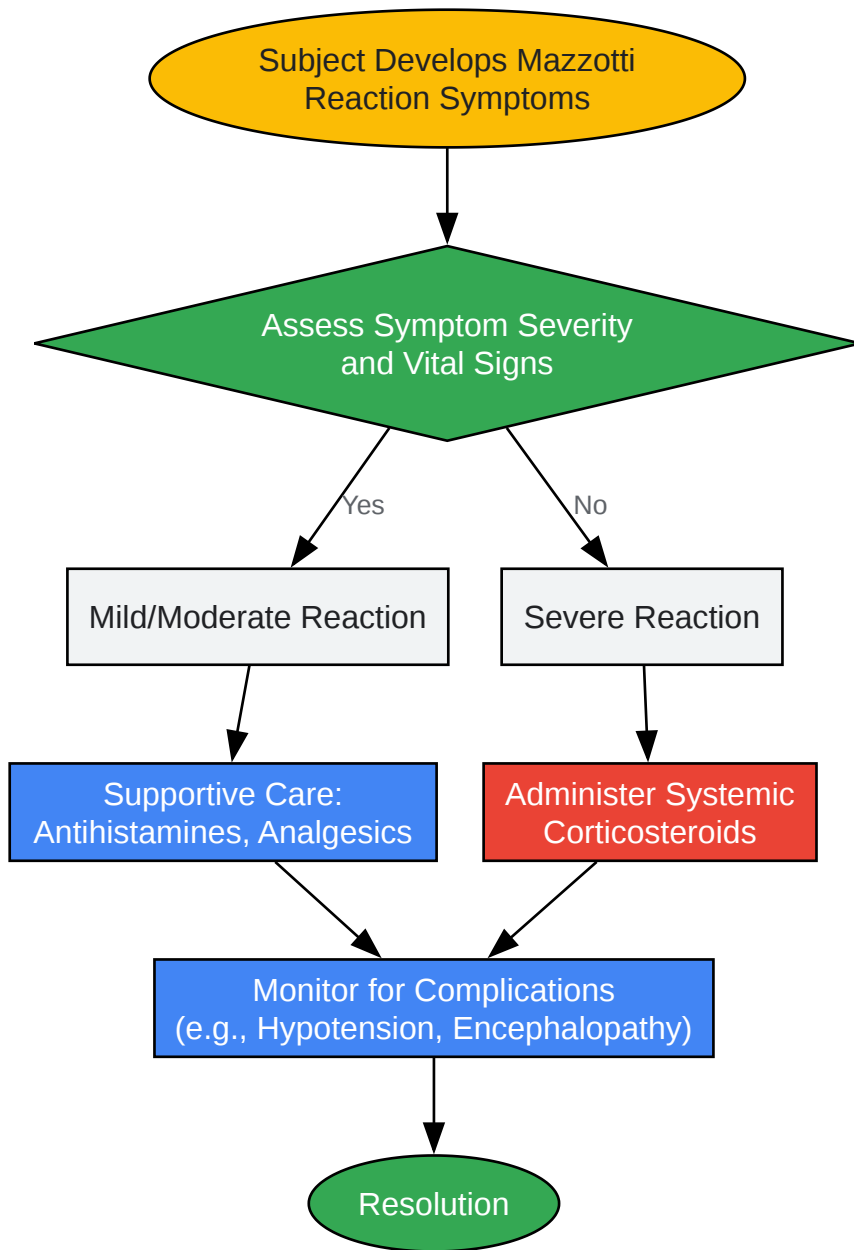 Subject Develops Mazzotti
Reaction Symptoms
Assess Symptom Severity
and Vital Signs
Yes
No
Mild/Moderate Reaction
Severe Reaction
Supportive Care:
Antihistamines, Analgesics
Administer Systemic
Corticosteroids
Monitor for Complications
(e.g., Hypotension, Encephalopathy)
Resolution